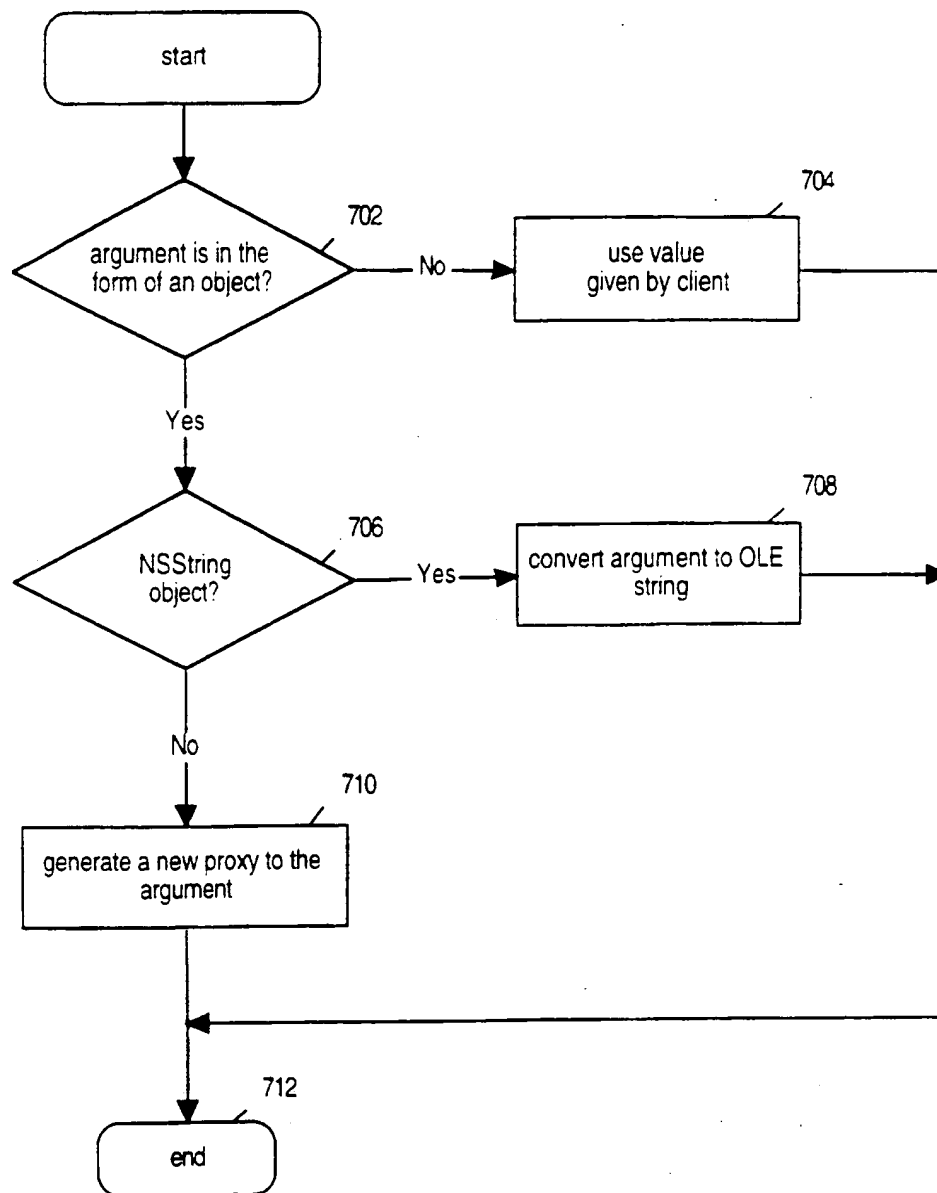 start
702
argument is in the
form of an object?
No
704
use value
given by client
Yes
706
NSString
object?
Yes
708
convert argument to OLE
string
No
710
generate a new proxy to the
argument
712
end